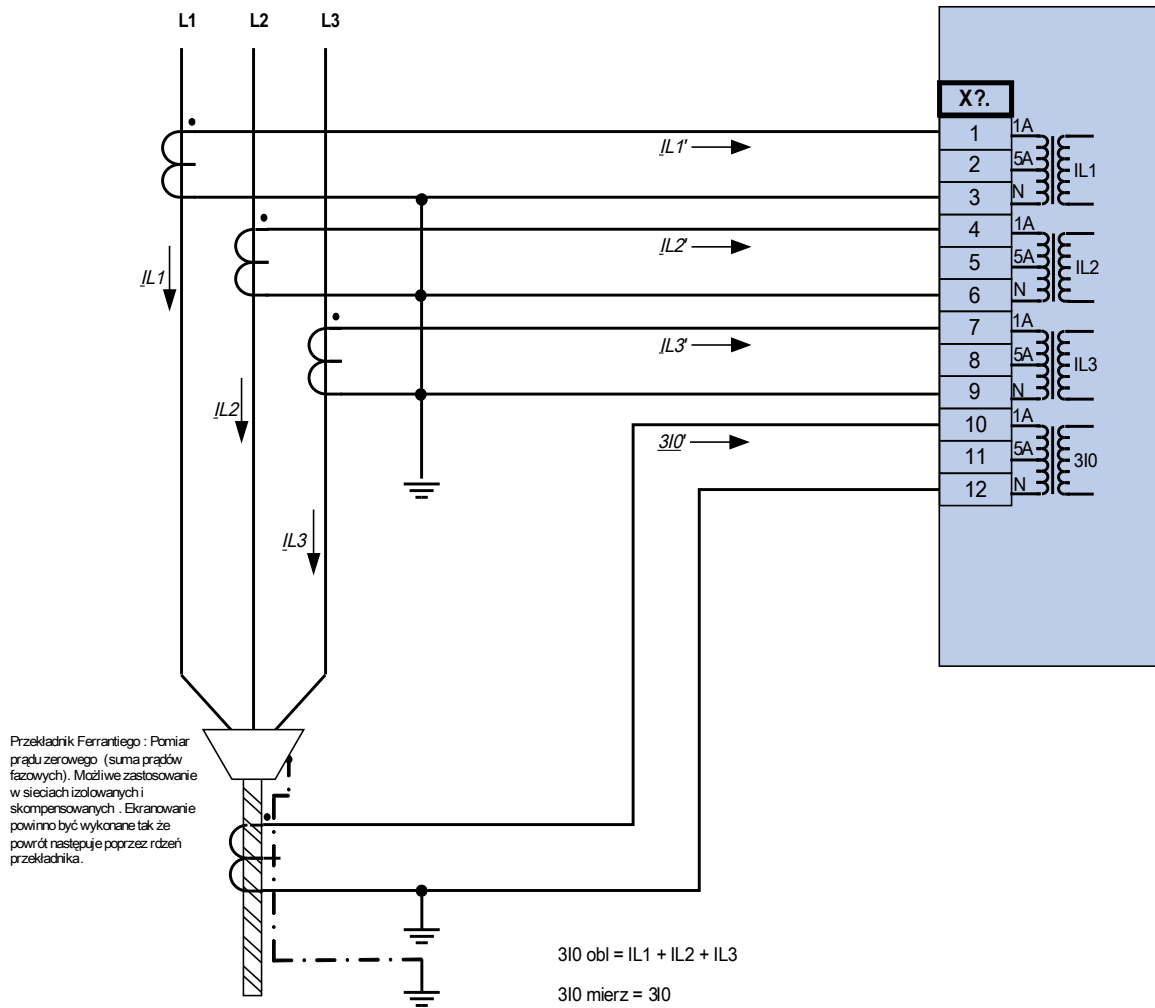 L1 L2 L3
X?.
1 1A
2 5A IL1
3 N
4 1A
5 5A IL2
6 N
7 1A
8 5A IL3
9 N
10 1A
11 5A 3I0
12 N
IL1'
IL2'
IL3'
3I0'
IL1
IL2
IL3
Przekładnik Ferrantiego : Pomiar
prądu zerowego (suma prądów
fazowych). Możliwe zastosowanie
w sieciach izolowanych i
skompensowanych . Ekranowanie
powinno być wykonane tak że
powrót następuje poprzez rdzeń
przekładnika.
3I0 obl = IL1 + IL2 + IL3
3I0 mierz = 3I0